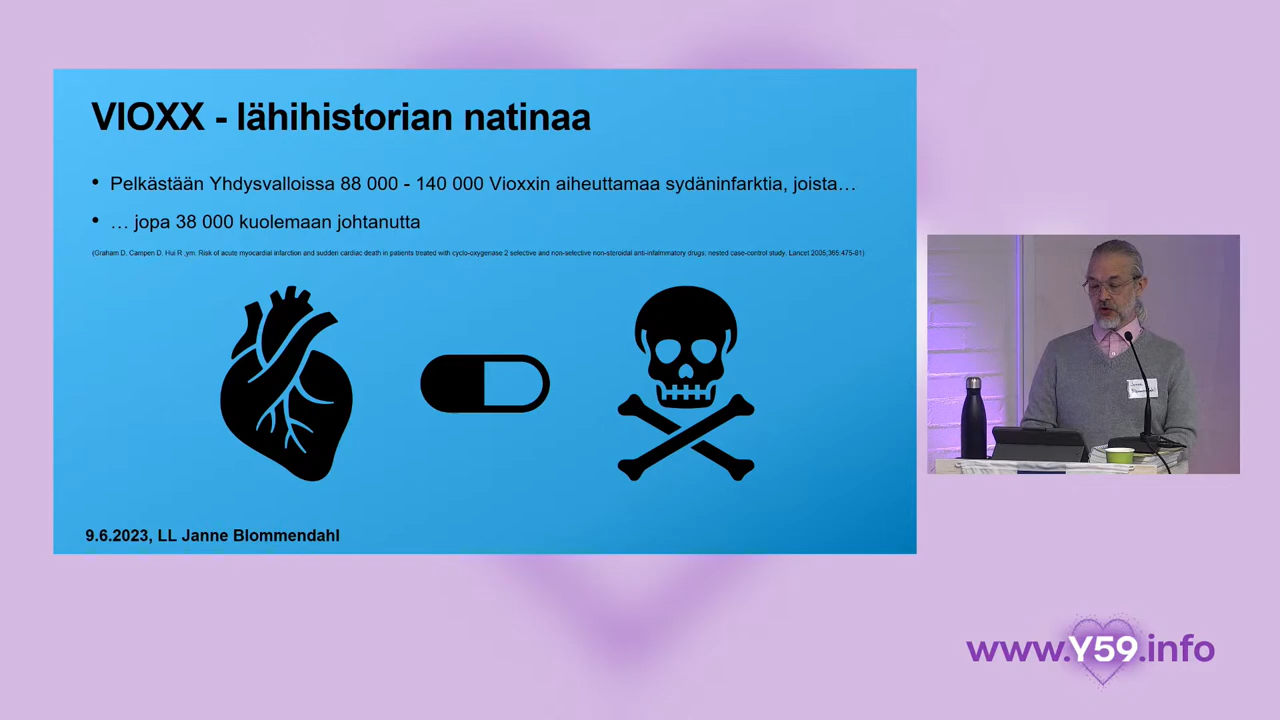 VIOXX - lähihistorian natinaa
• Pelkästään Yhdysvalloissa 88 000 - 140 000 Vioxxin aiheuttamaa sydäninfarktia, joista…
• … jopa 38 000 kuolemaan johtanutta
(Graham D, Campen D, Hui R ,ym. Risk of acute myocardial infarction and sudden cardiac death in patients treated with cyclo-oxygenase 2 selective and non-selective non-steroidal anti-infalmmatory drugs: nested case-control study. Lancet 2005;365:475-81)
9.6.2023, LL Janne Blommendahl
Janne
Blommendahl
www.Y59.info